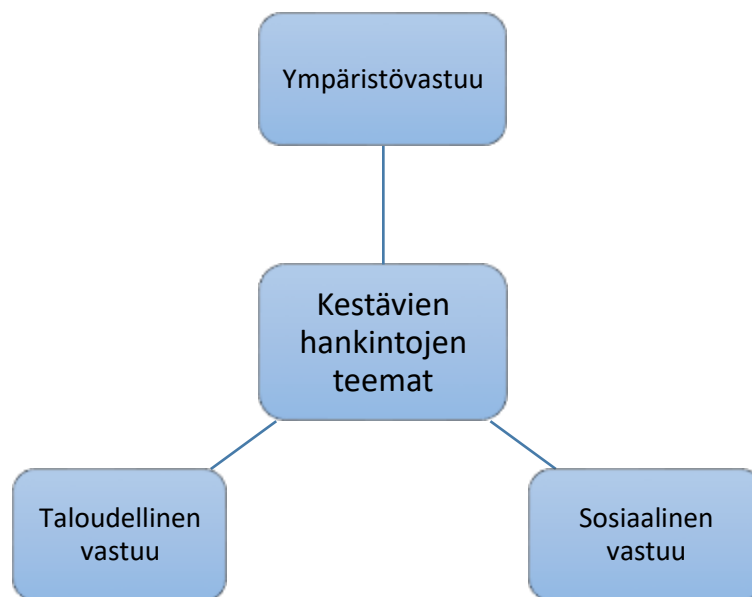 Ympäristövastuu
Kestävien
hankintojen
teemat
Taloudellinen
vastuu
Sosiaalinen
vastuu